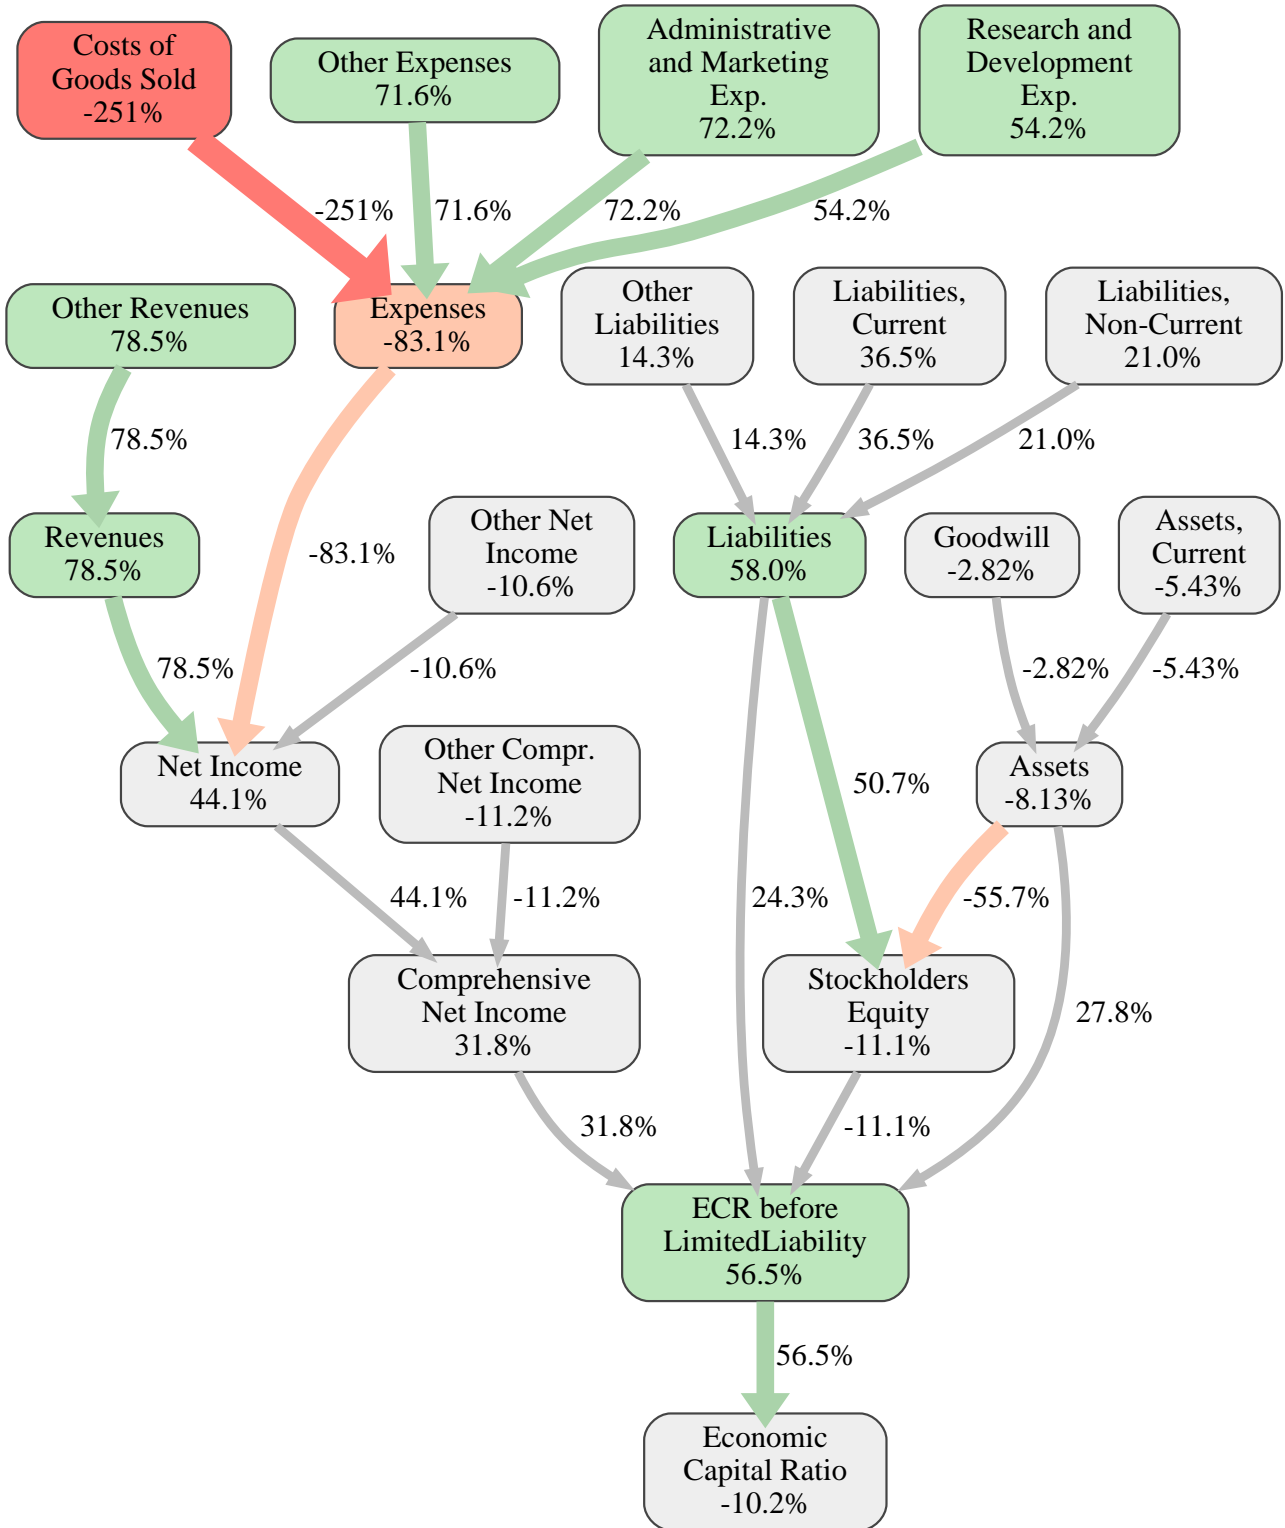 Costs of
Goods Sold
-251%
Other Expenses
71.6%
Administrative
and Marketing
Exp.
72.2%
Research and
Development
Exp.
54.2%
-251%
71.6%
72.2%
54.2%
Other Revenues
78.5%
Expenses
-83.1%
Other
Liabilities
14.3%
Liabilities,
Current
36.5%
Liabilities,
Non-Current
21.0%
78.5%
14.3%
36.5%
21.0%
Revenues
78.5%
-83.1%
Other Net
Income
-10.6%
Liabilities
58.0%
Goodwill
-2.82%
Assets,
Current
-5.43%
78.5%
-10.6%
-2.82%
-5.43%
Net Income
44.1%
Other Compr.
Net Income
-11.2%
50.7%
Assets
-8.13%
44.1%
-11.2%
24.3%
-55.7%
Comprehensive
Net Income
31.8%
Stockholders
Equity
-11.1%
27.8%
31.8%
-11.1%
ECR before
LimitedLiability
56.5%
56.5%
Economic
Capital Ratio
-10.2%